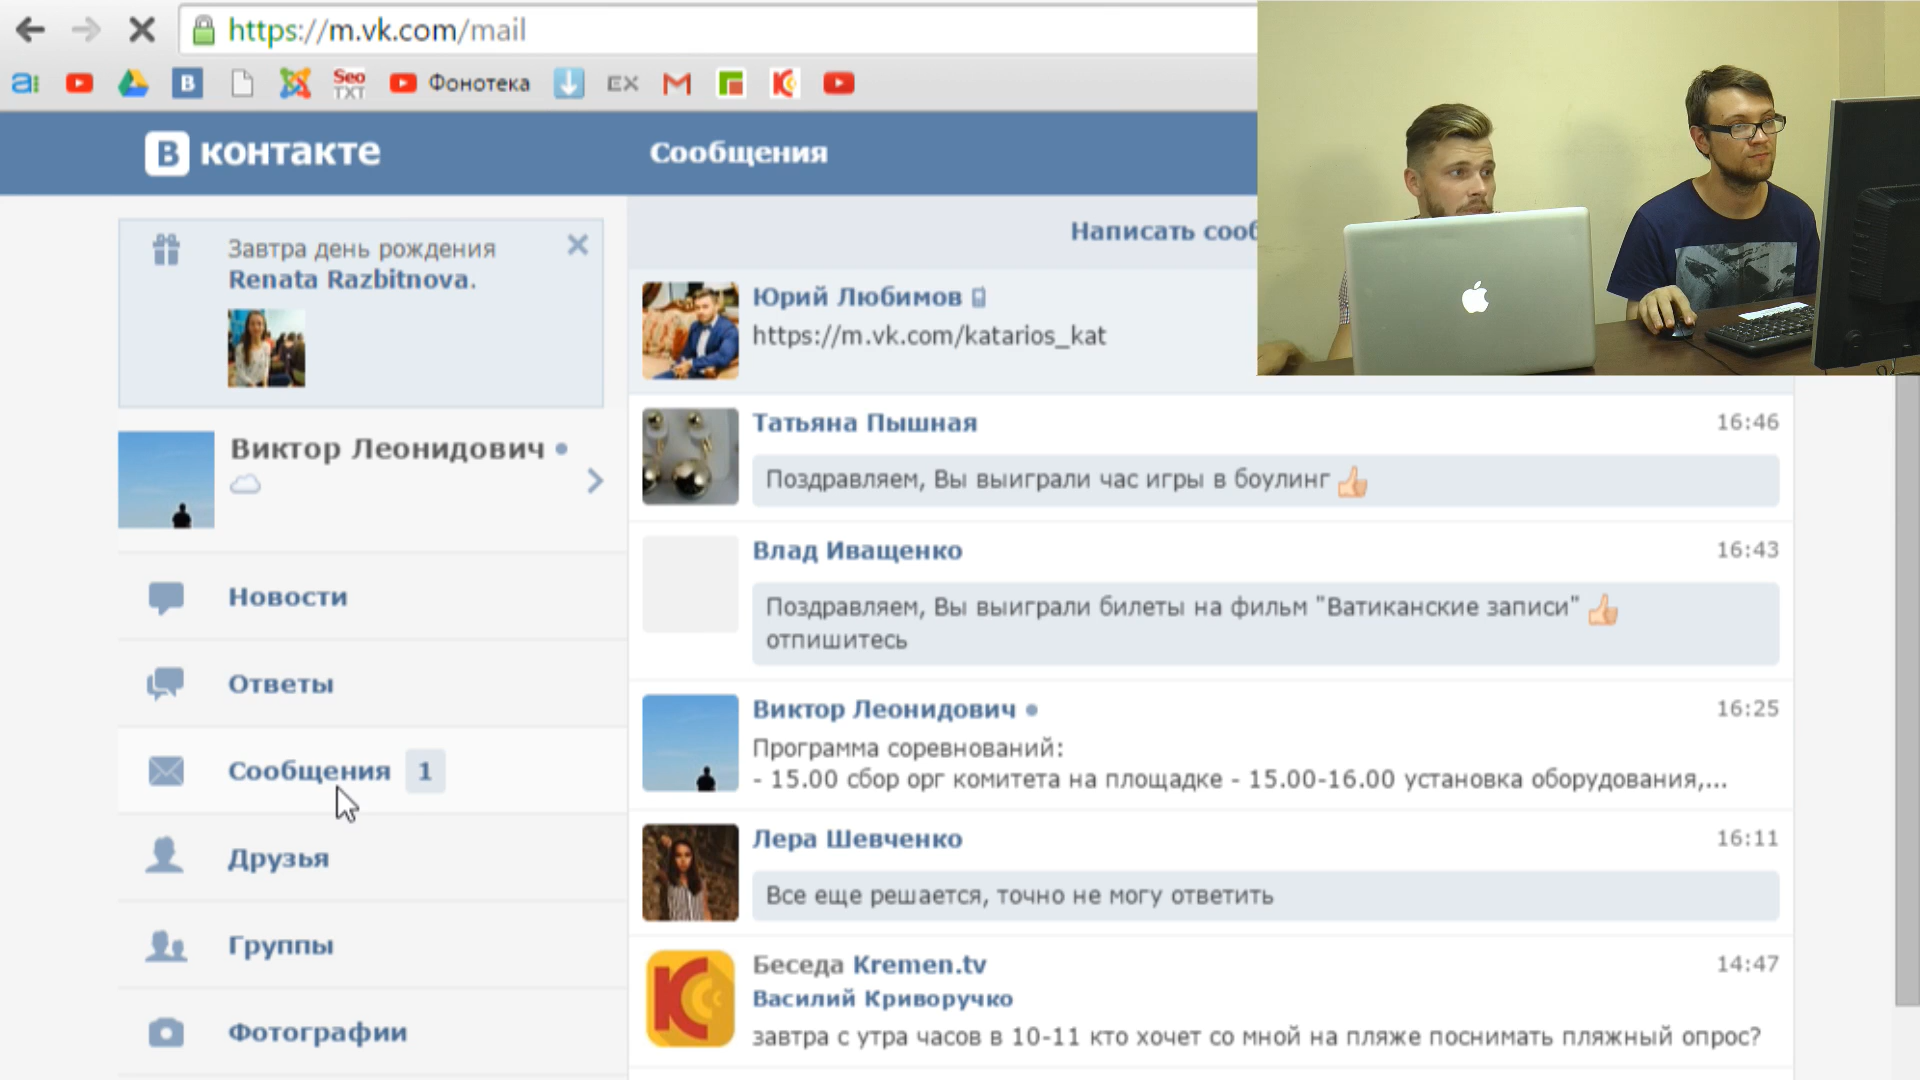 https://m.vk.com/mail
Seo
TXT
Фонотека
EX
В контакте
Сообщения
Завтра день рождения
Renata Razbitnova.
Написать сооб
Юрий Любимов
https://m.vk.com/katarios_kat
Виктор Леонидович
Татьяна Пышная
16:46
Поздравляем, Вы выиграли час игры в боулинг
Влад Иващенко
16:43
Поздравляем, Вы выиграли билеты на фильм "Ватиканские записи"
отпишитесь
Новости
Ответы
Сообщения 1
Друзья
Группы
Фотографии
Виктор Леонидович
16:25
Программа соревнований:
- 15.00 сбор орг комитета на площадке - 15.00-16.00 установка оборудования,...
Лера Шевченко
16:11
Все еще решается, точно не могу ответить
Беседа Kremen.tv
14:47
Василий Криворучко
завтра с утра часов в 10-11 кто хочет со мной на пляже поснимать пляжный опрос?